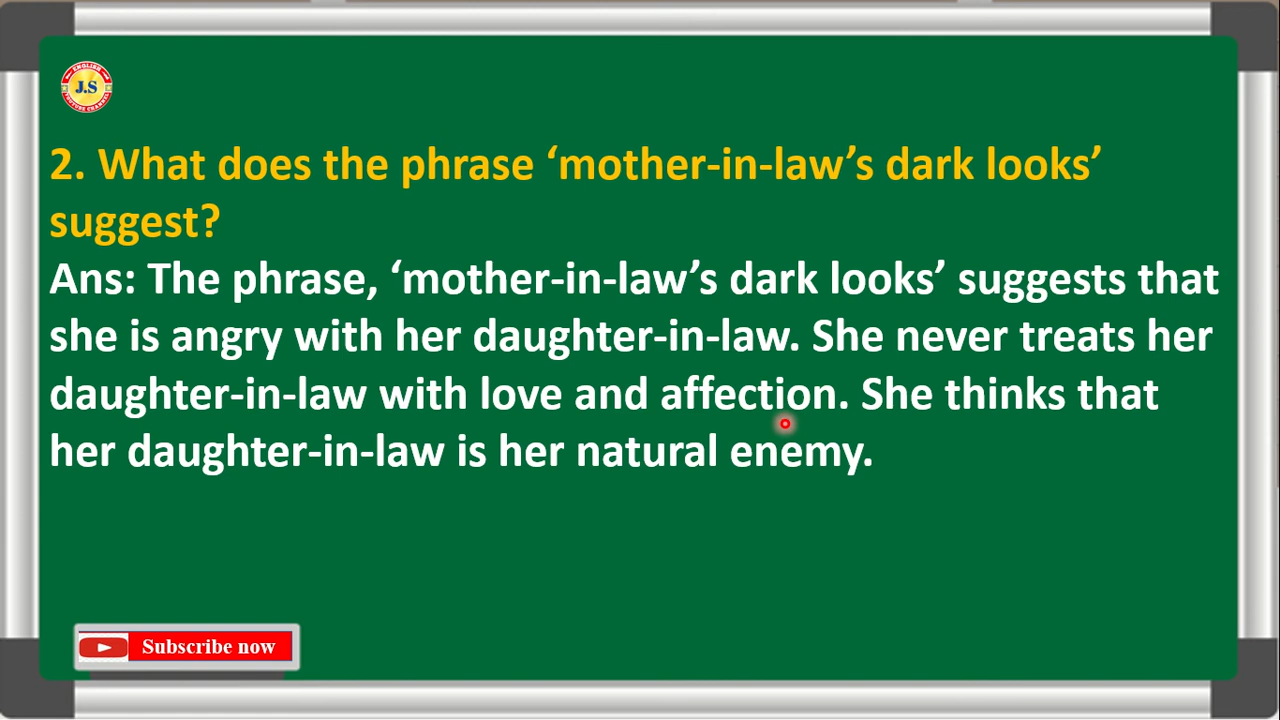 ENGLISH
J.S
2. What does the phrase ‘mother-in-law’s dark looks’
suggest?
Ans: The phrase, ‘mother-in-law’s dark looks’ suggests that
she is angry with her daughter-in-law. She never treats her
daughter-in-law with love and affection. She thinks that
her daughter-in-law is her natural enemy.
Subscribe now